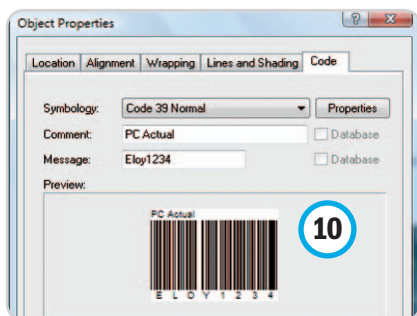 Object Properties
Location Alignment Wrapping Lines and Shading Code
Symbology: Code 39 Normal Properties
Comment: PC Actual Database
Message: Eloy1234 Database
Preview:
PC Actual
E L O Y 1 2 3 4
10